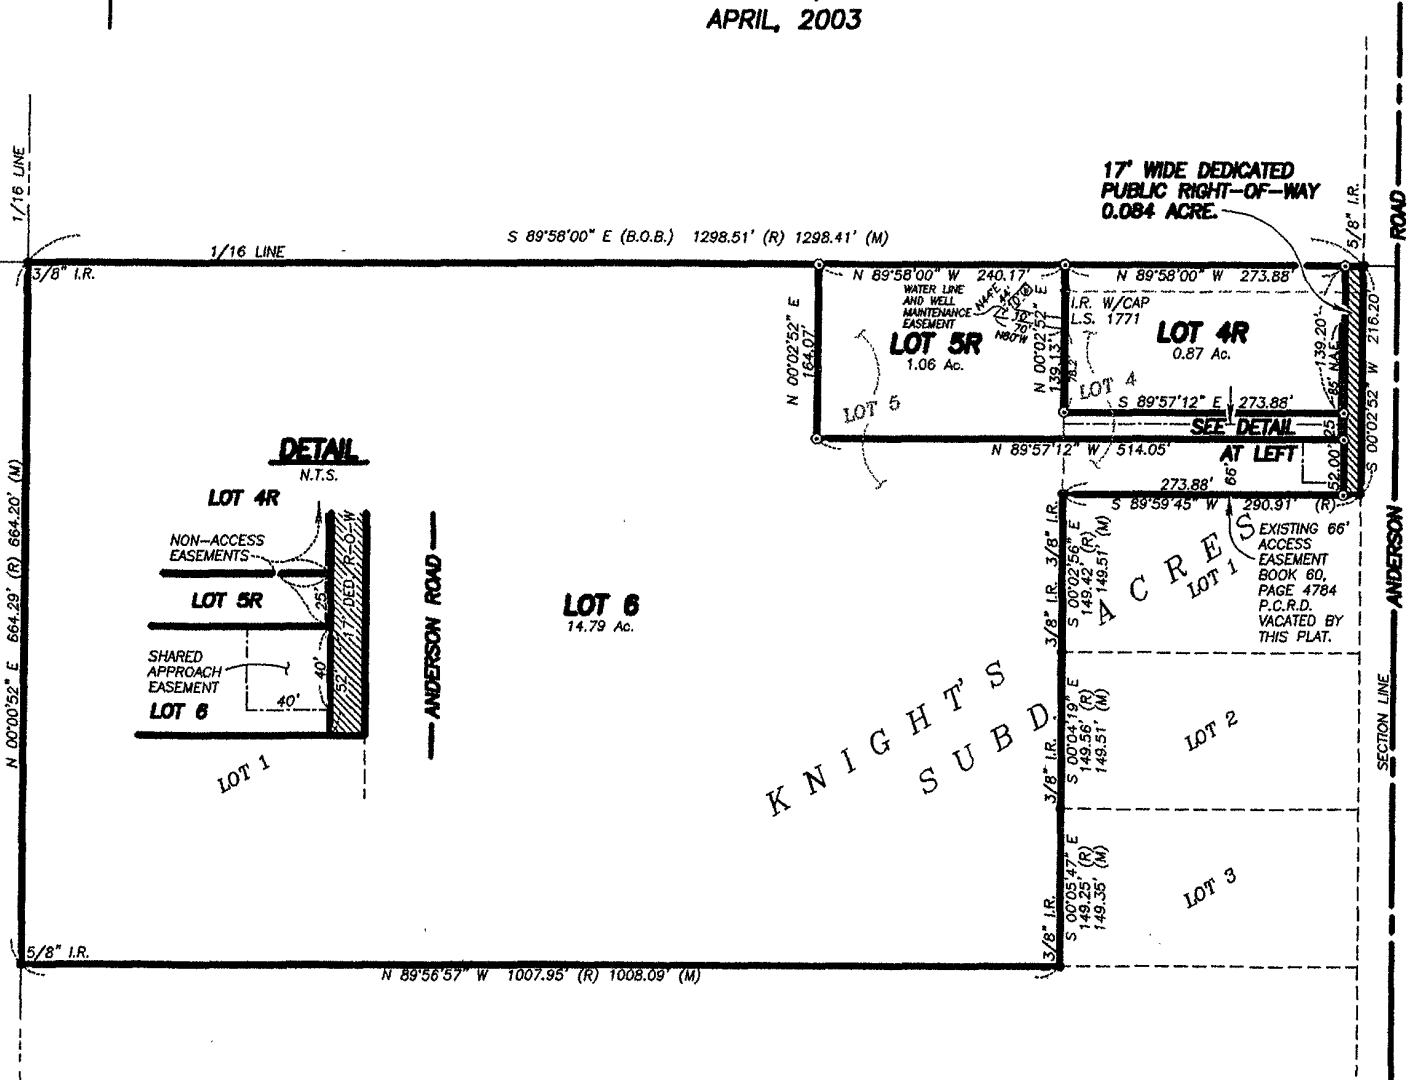 APRIL, 2003
1/16 LINE
17' WIDE DEDICATED
PUBLIC RIGHT-OF-WAY
0.084 ACRE.
5/8" I.R.
ROAD
S 89°58'00" E (B.O.B.) 1298.51' (R) 1298.41' (M)
1/16 LINE
3/8" I.R.
N 89°58'00" W 240.17'
N 89°58'00" W 273.88'
WATER LINE
AND WELL
MAINTENANCE
EASEMENT
N44°E
44'
70'
N80°W
I.R. W/CAP
L.S. 1771
N 00°02'52" E
164.07'
LOT 5R
1.06 Ac.
N 00°02'52" E
139.13'
78.2'
LOT 4R
0.87 Ac.
139.20'
85' NAE
216.20'
S 00°02'52" W
LOT 4
LOT 5
S 89°57'12" E 273.88'
SEE DETAIL
AT LEFT
25'
52.00'
N 89°57'12" W 514.05'
66'
273.88'
S 89°59'45" W 290.91' (R)
DETAIL
N.T.S.
LOT 4R
NON-ACCESS
EASEMENTS
LOT 5R
25'
17' DED. R-O-W
SHARED
APPROACH
EASEMENT
40'
52'
40'
LOT 6
LOT 1
ANDERSON ROAD
N 00°00'52" E 664.29' (R) 664.20' (M)
LOT 6
14.79 Ac.
3/8" I.R.
3/8" I.R.
S 00°02'56" E
149.42' (R)
149.51' (M)
KNIGHT'S
ACRES
SUBD.
LOT 1
EXISTING 66'
ACCESS
EASEMENT
BOOK 60,
PAGE 4784
P.C.R.D.
VACATED BY
THIS PLAT.
ANDERSON
SECTION LINE
3/8" I.R.
S 00°04'19" E
149.56' (R)
149.51' (M)
LOT 2
3/8" I.R.
S 00°05'47" E
149.25' (R)
149.35' (M)
LOT 3
5/8" I.R.
N 89°56'57" W 1007.95' (R) 1008.09' (M)